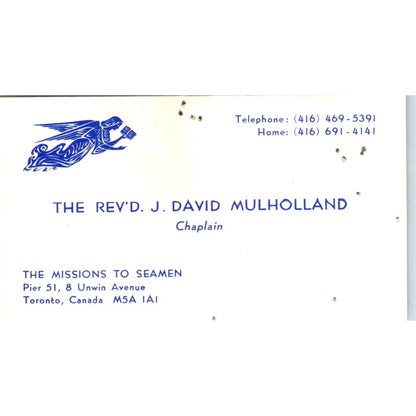 Telephone: (416) 469-5391
Home: (416) 691-4141
THE REV'D. J. DAVID MULHOLLAND
Chaplain
THE MISSIONS TO SEAMEN
Pier 51, 8 Unwin Avenue
Toronto, Canada M5A 1A1